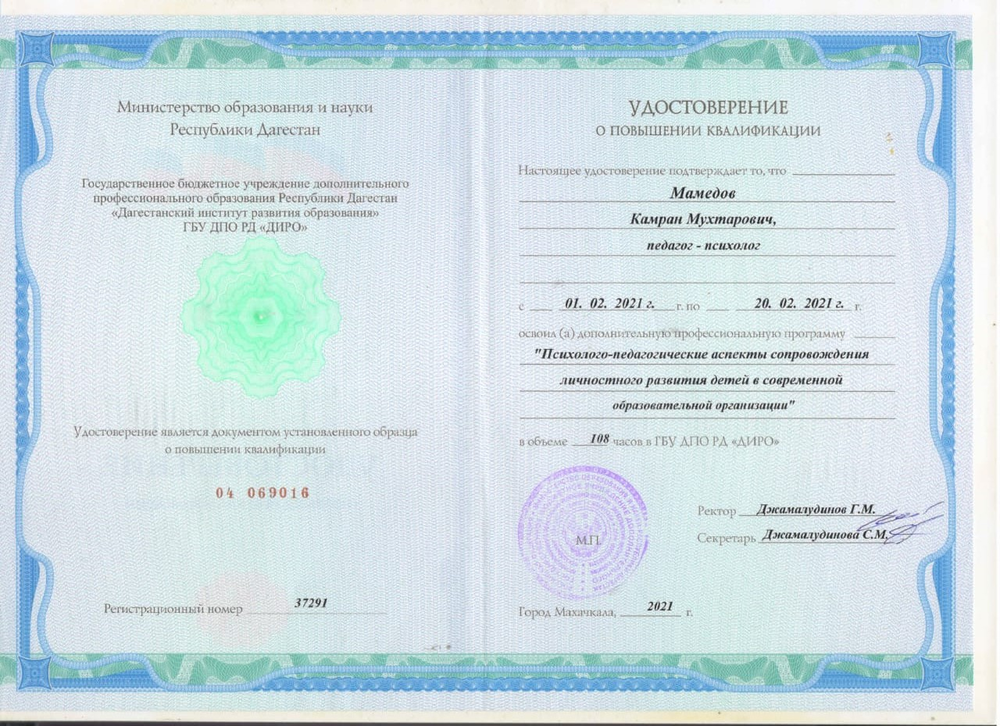 Министерство образования и науки
Республики Дагестан
Государственное бюджетное учреждение дополнительного
профессионального образования Республики Дагестан
«Дагестанский институт развития образования»
ГБУ ДПО РД «ДИРО»
Удостоверение является документом установленного образца
о повышении квалификации
04 069016
Регистрационный номер 37291
УДОСТОВЕРЕНИЕ
О ПОВЫШЕНИИ КВАЛИФИКАЦИИ
Настоящее удостоверение подтверждает то, что
Мамедов
Камран Мухтарович,
педагог - психолог
с 01. 02. 2021 г. г. по 20. 02. 2021 г. г.
освоил (а) дополнительную профессиональную программу
"Психолого-педагогические аспекты сопровождения
личностного развития детей в современной
образовательной организации"
в объеме 108 часов в ГБУ ДПО РД «ДИРО»
М.П.
Ректор Джамалудинов Г.М.
Секретарь Джамалудинова С.М.
Город Махачкала, 2021 г.